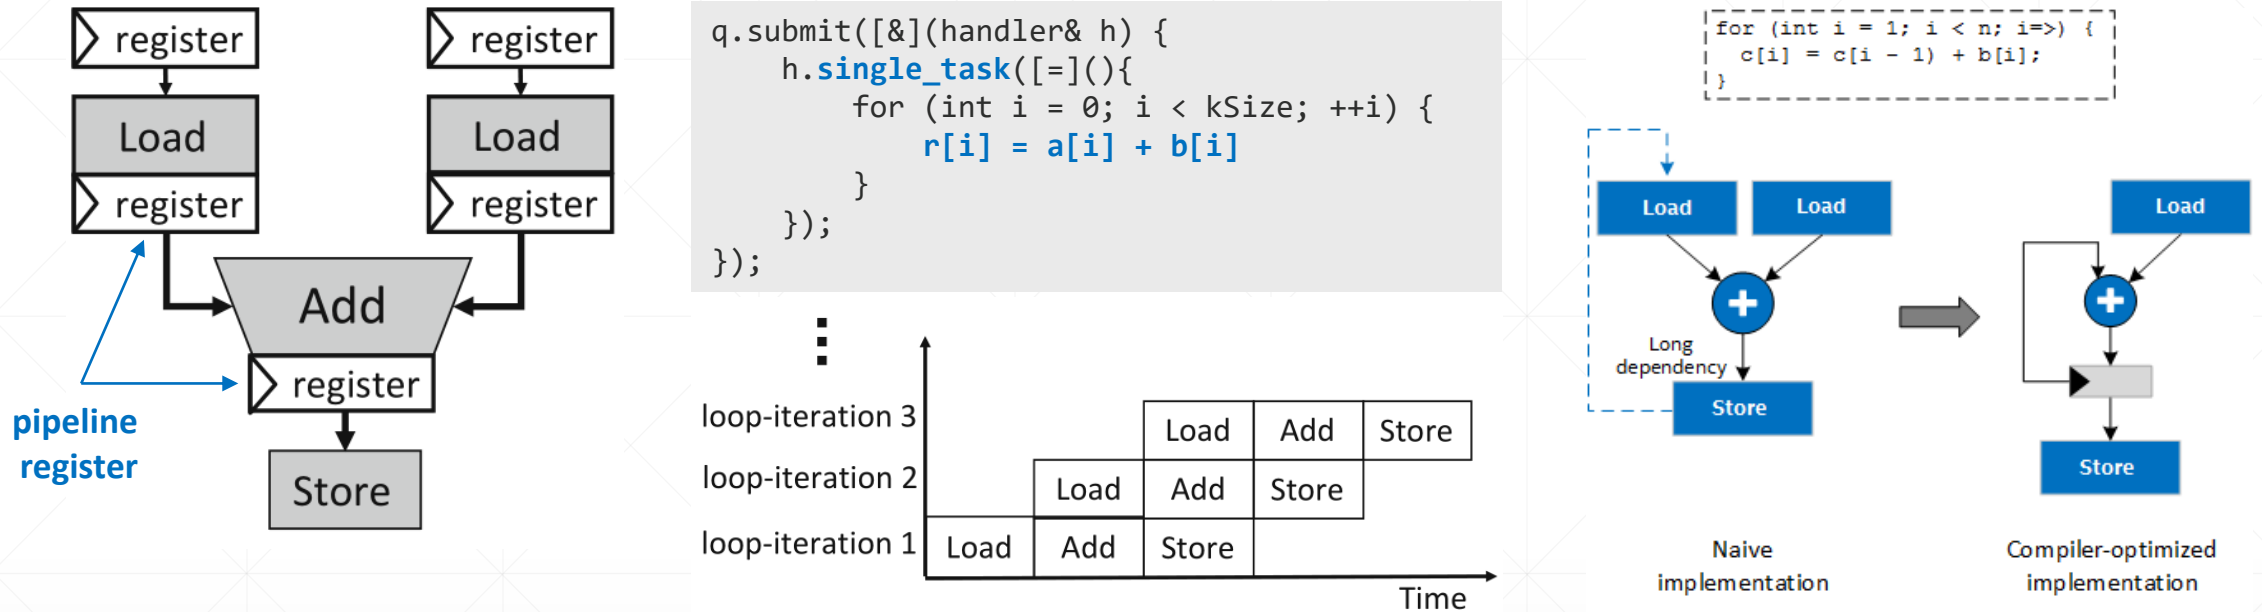 register
register
Load
Load
register
register
Add
register
pipeline
register
Store
q.submit([&](handler& h) {
h.single_task([=](){
for (int i = 0; i < kSize; ++i) {
r[i] = a[i] + b[i]
}
});
});
loop-iteration 3
Load
Add
Store
loop-iteration 2
Load
Add
Store
loop-iteration 1
Load
Add
Store
Time
for (int i = 1; i < n; i=>) {
c[i] = c[i - 1) + b[i];
}
Load
Load
Long
dependency
Store
Load
Store
Naive
implementation
Compiler-optimized
implementation